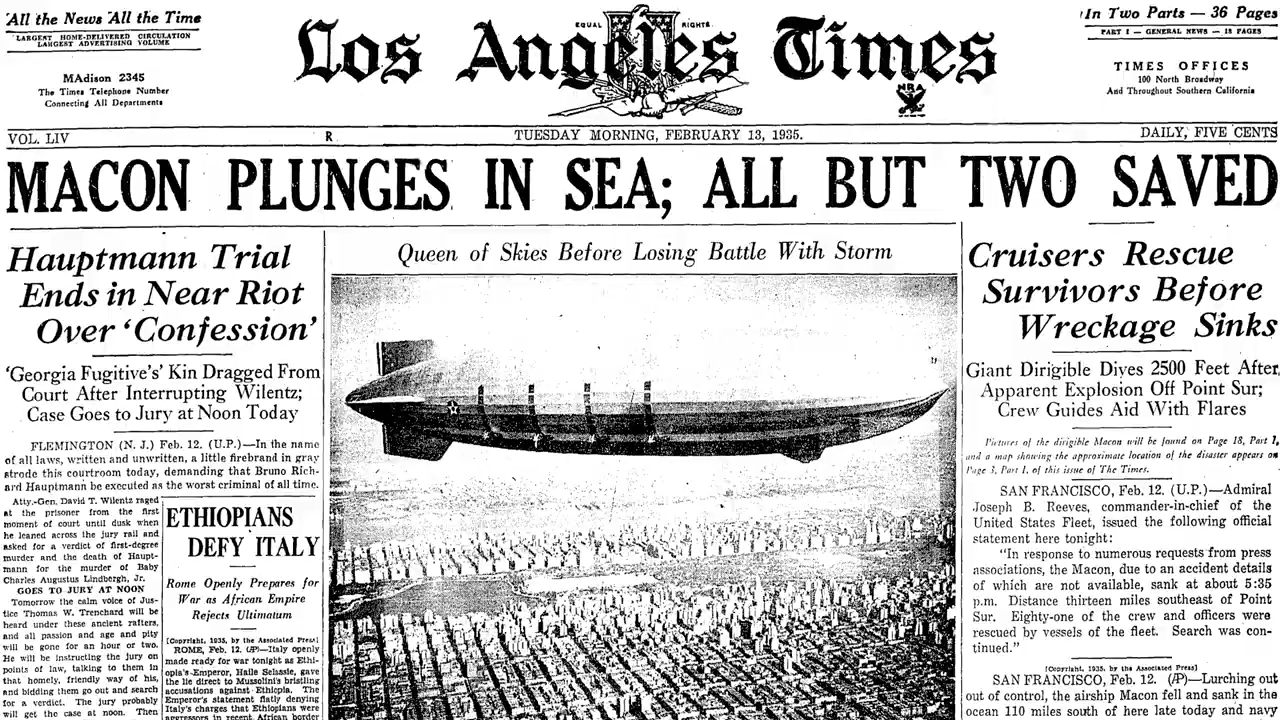 All the News All the Time
LARGEST HOME-DELIVERED CIRCULATION
LARGEST ADVERTISING VOLUME
MAdison 2345
The Times Telephone Number
Connecting All Departments
EQUAL RIGHTS
Los Angeles Times
NRA
In Two Parts — 36 Pages
PART I — GENERAL NEWS — 18 PAGES
TIMES OFFICES
100 North Broadway
And Throughout Southern California
VOL. LIV
R
TUESDAY MORNING, FEBRUARY 13, 1935.
DAILY, FIVE CENTS
MACON PLUNGES IN SEA; ALL BUT TWO SAVED
Hauptmann Trial
Ends in Near Riot
Over 'Confession'
'Georgia Fugitive's' Kin Dragged From
Court After Interrupting Wilentz;
Case Goes to Jury at Noon Today
FLEMINGTON (N. J.) Feb. 12. (U.P.)—In the name
of all laws, written and unwritten, a little firebrand in gray
strode this courtroom today, demanding that Bruno Rich-
ard Hauptmann be executed as the worst criminal of all time.
Atty.-Gen. David T. Wilentz raged
at the prisoner from the first
moment of court until dusk when
he leaned across the jury rail and
asked for a verdict of first-degree
murder and the death of Haupt-
mann for the murder of Baby
Charles Augustus Lindbergh, Jr.
GOES TO JURY AT NOON
Tomorrow the calm voice of Jus-
tice Thomas W. Trenchard will be
heard under these ancient rafters,
and all passion and age and pity
will be gone for an hour or two.
He will be instructing the jury on
points of law, talking to them in
that homely, friendly way of his,
and bidding them go out and search
for a verdict. The jury probably
will get the case at noon. Then
ETHIOPIANS
DEFY ITALY
Rome Openly Prepares for
War as African Empire
Rejects Ultimatum
[Copyright, 1935, by the Associated Press]
ROME, Feb. 12. (AP)—Italy openly
made ready for war tonight as Ethi-
opia's Emperor, Haile Selassie, gave
the lie direct to Mussolini's bristling
accusations against Ethiopia. The
Emperor's statement flatly denying
Italy's charges that Ethiopians were
aggressors in recent African border
Queen of Skies Before Losing Battle With Storm
Cruisers Rescue
Survivors Before
Wreckage Sinks
Giant Dirigible Dives 2500 Feet After
Apparent Explosion Off Point Sur;
Crew Guides Aid With Flares
Pictures of the dirigible Macon will be found on Page 18, Part I,
and a map showing the approximate location of the disaster appears on
Page 3, Part I, of this issue of The Times.
SAN FRANCISCO, Feb. 12. (U.P.)—Admiral
Joseph B. Reeves, commander-in-chief of the
United States Fleet, issued the following official
statement here tonight:
"In response to numerous requests from press
associations, the Macon, due to an accident details
of which are not available, sank at about 5:35
p.m. Distance thirteen miles southeast of Point
Sur. Eighty-one of the crew and officers were
rescued by vessels of the fleet. Search was con-
tinued."
[Copyright, 1935, by the Associated Press]
SAN FRANCISCO, Feb. 12. (AP)—Lurching out
out of control, the airship Macon fell and sank in the
ocean 110 miles south of here late today and navy